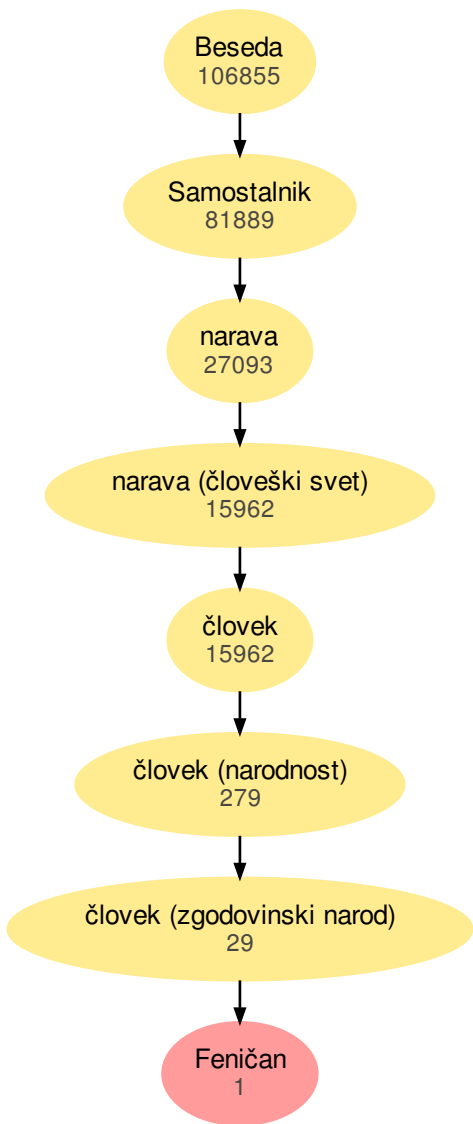 Beseda
106855
Samostalnik
81889
narava
27093
narava (človeški svet)
15962
človek
15962
človek (narodnost)
279
človek (zgodovinski narod)
29
Feničan
1